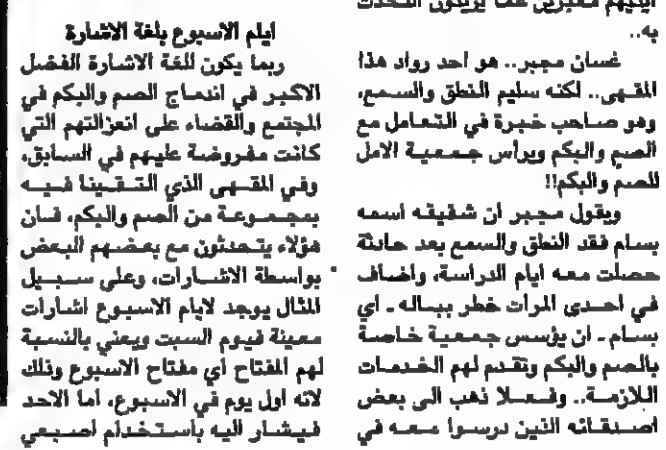 ايديهم معبرين عما يريدون التحدث
به..
غسان مجبر.. هو احد رواد هذا
المقهى.. لكنه سليم النطق والسمع،
وهو صاحب خبرة في التعامل مع
الصم والبكم ويرأس جمعية الامل
للصم والبكم!!
ويقول مجبر ان شقيقه اسمه
بسام فقد النطق والسمع بعد حادثة
حصلت معه ايام الدراسة، واضاف
في احدى المرات خطر بباله ـ اي
بسام ـ ان يؤسس جمعية خاصة
بالصم والبكم وتقدم لهم الخدمات
اللازمة.. وفعلا ذهب الى بعض
اصدقائه الذين درسوا معه في
ايام الاسبوع بلغة الاشارة
ربما يكون للغة الاشارة الفضل
الاكبر في اندماج الصم والبكم في
المجتمع والقضاء على انعزالتهم التي
كانت مفروضة عليهم في السابق،
وفي المقهى الذي التقينا فيه
بمجموعة من الصم والبكم، فان
هؤلاء يتحدثون مع بعضهم البعض
بواسطة الاشارات، وعلى سبيل
المثال يوجد لايام الاسبوع اشارات
معينة فيوم السبت ويعني بالنسبة
لهم المفتاح اي مفتاح الاسبوع وذلك
لانه اول يوم في الاسبوع، اما الاحد
فيشار اليه باستخدام اصبعي